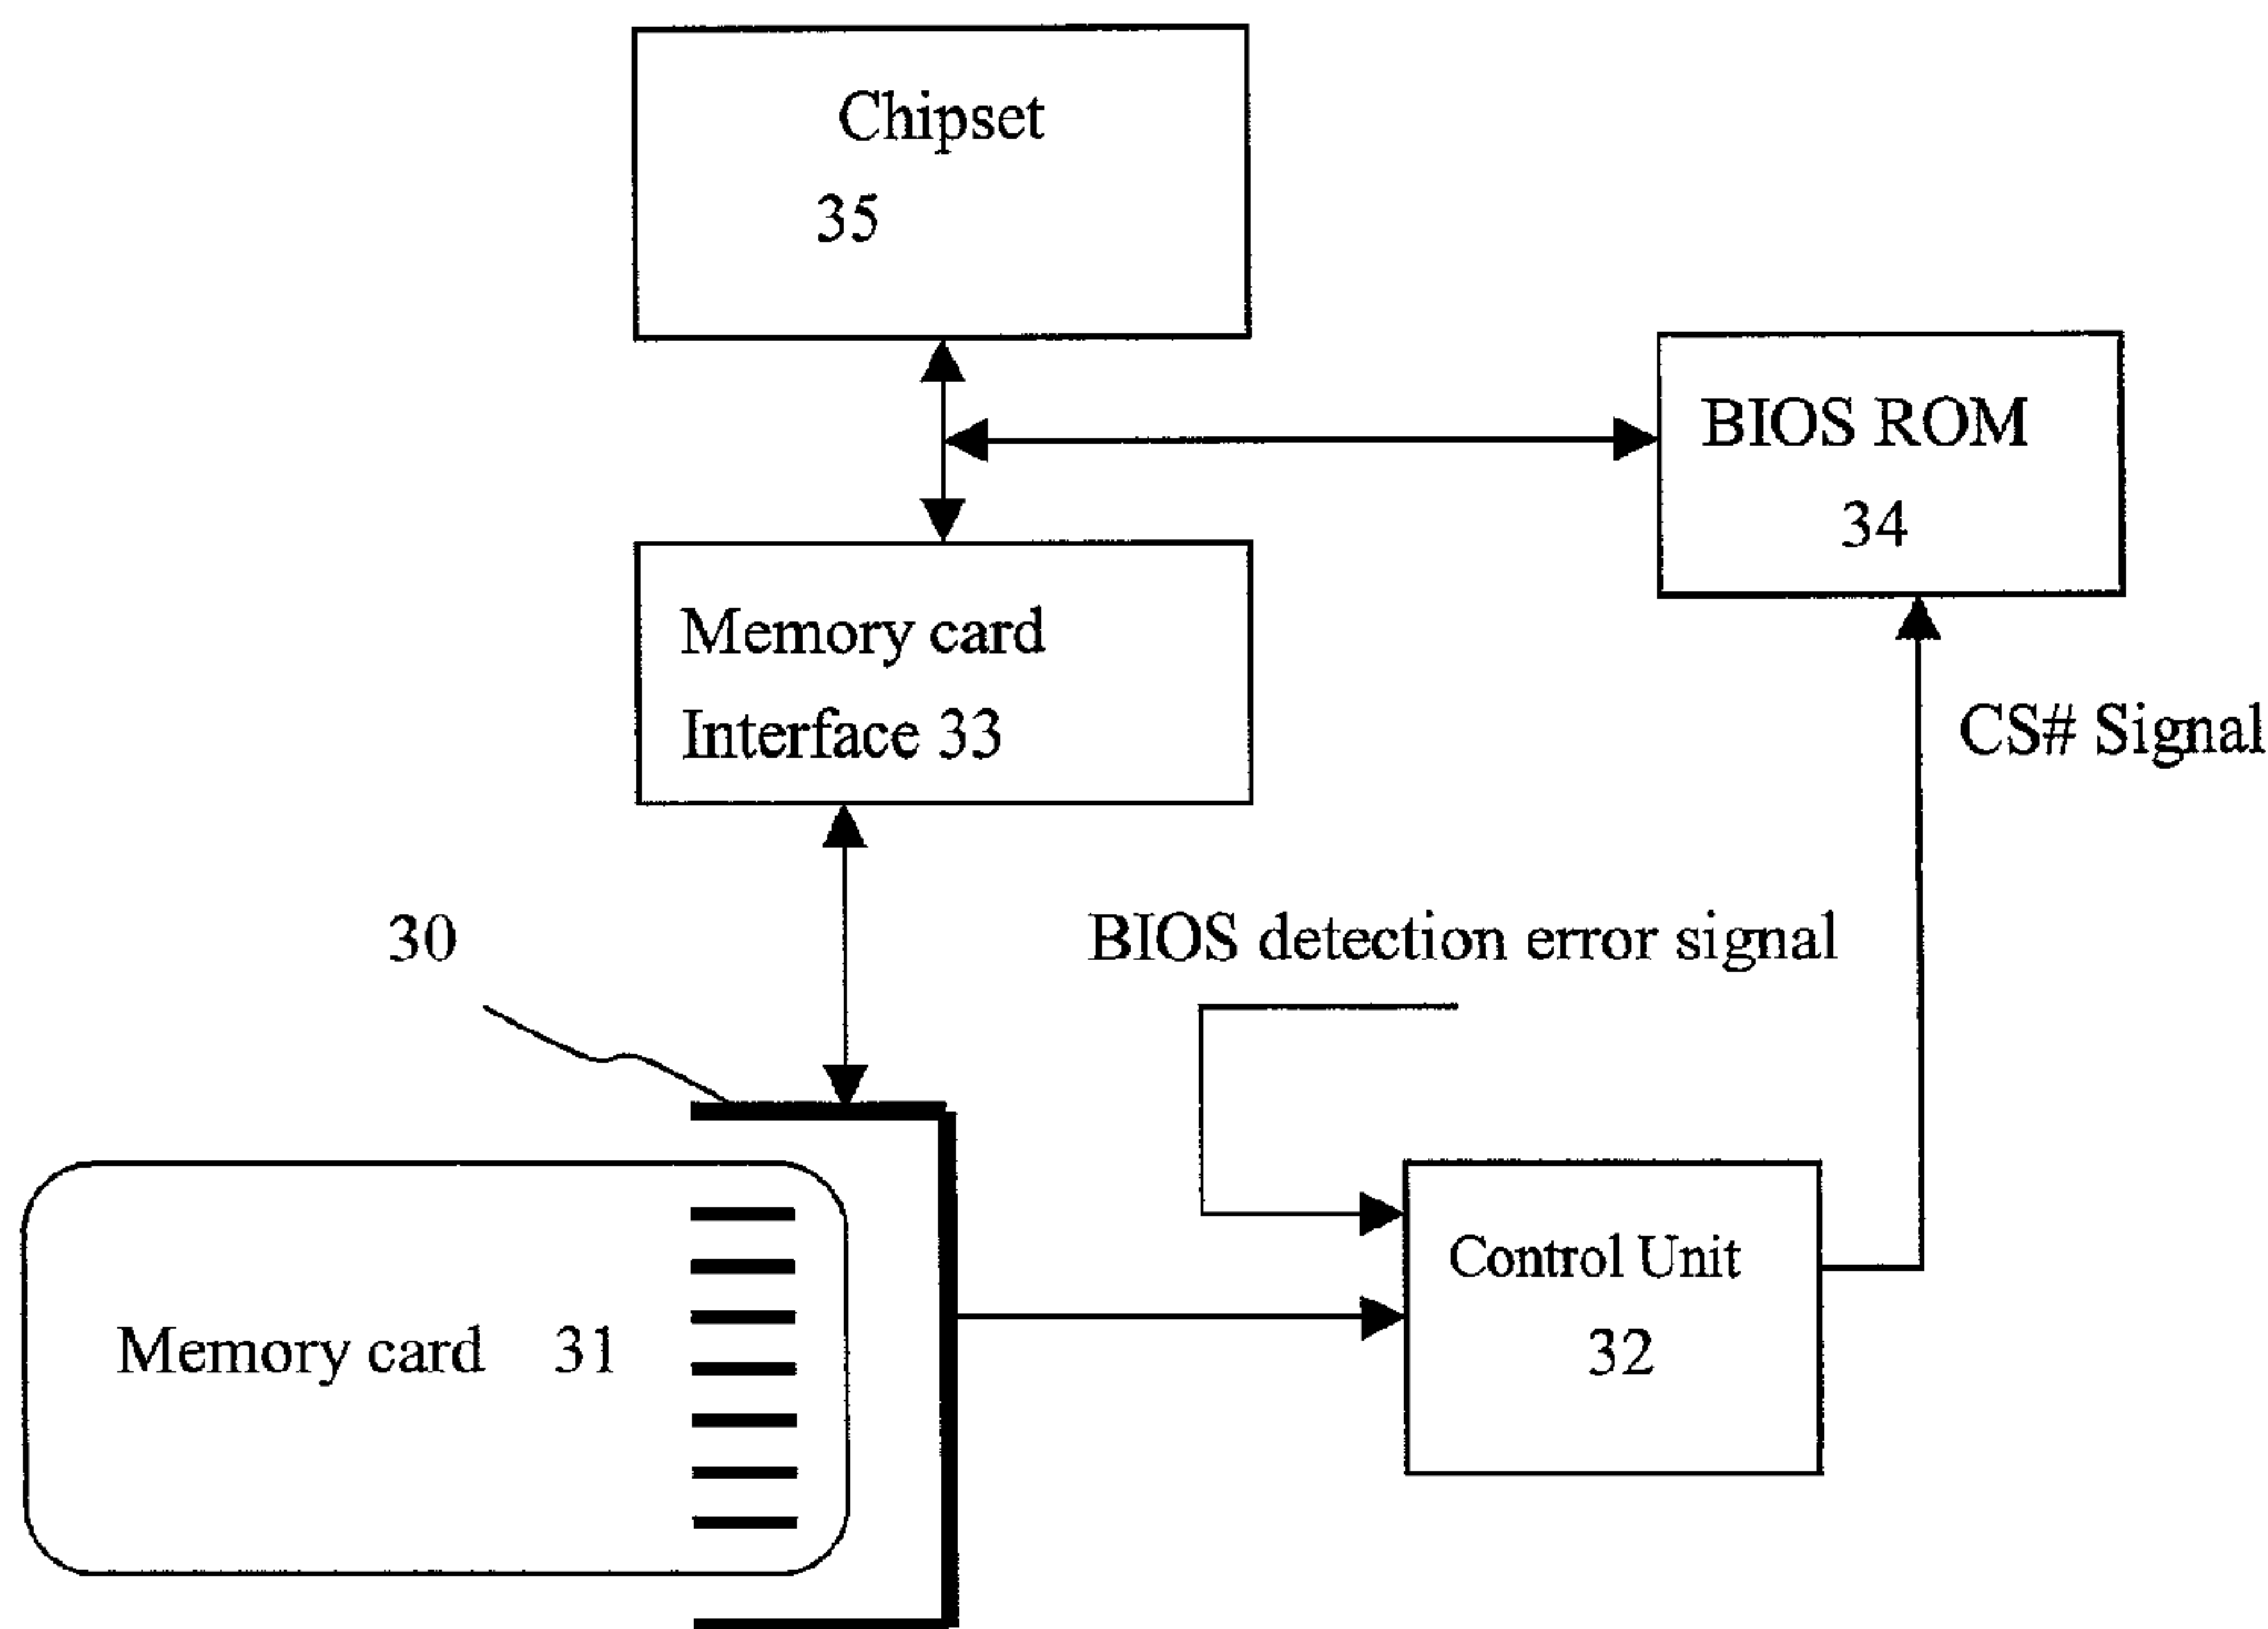 Chipset
35
BIOS ROM
34
Memory card
Interface 33
CS# Signal
30
BIOS detection error signal
Control Unit
32
Memory card 31